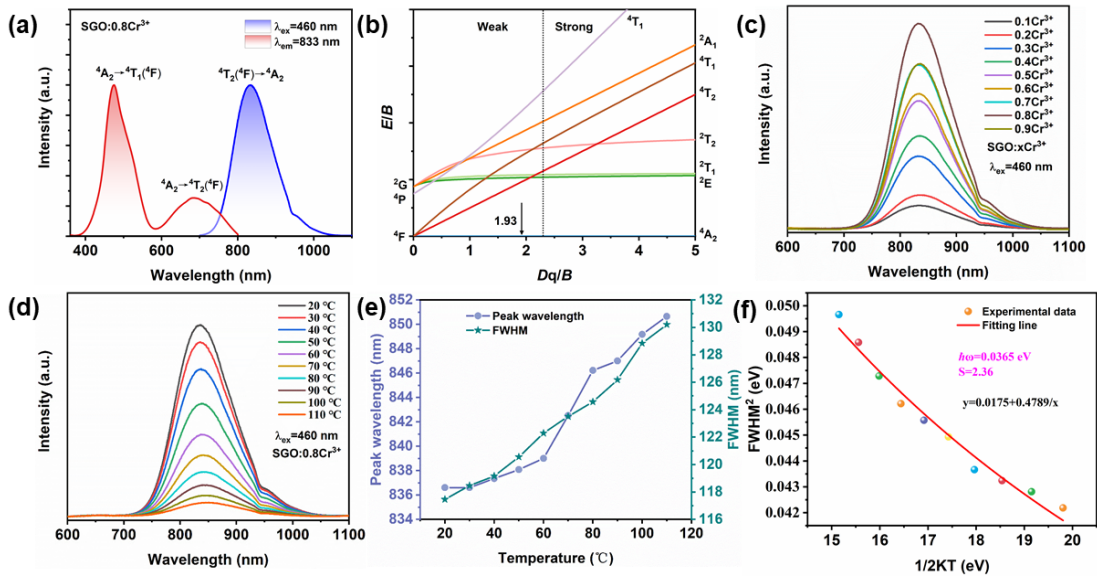 (a)
SGO:0.8Cr³⁺
λex=460 nm
λem=833 nm
⁴A₂→⁴T₁(⁴F)
⁴T₂(⁴F)→⁴A₂
⁴A₂→⁴T₂(⁴F)
Intensity (a.u.)
400 500 600 700 800 900 1000
Wavelength (nm)
(b)
Weak Strong
⁴T₁
²A₁
⁴T₁
⁴T₂
²T₂
²T₁
²E
⁴A₂
²G
⁴P
⁴F
1.93
E/B
0 1 2 3 4 5
Dq/B
(c)
0.1Cr³⁺
0.2Cr³⁺
0.3Cr³⁺
0.4Cr³⁺
0.5Cr³⁺
0.6Cr³⁺
0.7Cr³⁺
0.8Cr³⁺
0.9Cr³⁺
SGO:xCr³⁺
λex=460 nm
Intensity (a.u.)
600 700 800 900 1000 1100
Wavelength (nm)
(d)
20 ℃
30 ℃
40 ℃
50 ℃
60 ℃
70 ℃
80 ℃
90 ℃
100 ℃
110 ℃
λex=460 nm
SGO:0.8Cr³⁺
Intensity (a.u.)
600 700 800 900 1000 1100
Wavelength (nm)
(e)
Peak wavelength
FWHM
Peak wavelength (nm)
852
850
848
846
844
842
840
838
836
834
FWHM (nm)
132
130
128
126
124
122
120
118
116
20 40 60 80 100 120
Temperature (℃)
(f)
Experimental data
Fitting line
hω=0.0365 eV
S=2.36
y=0.0175+0.4789/x
FWHM² (eV)
0.050
0.049
0.048
0.047
0.046
0.045
0.044
0.043
0.042
15 16 17 18 19 20
1/2KT (eV)